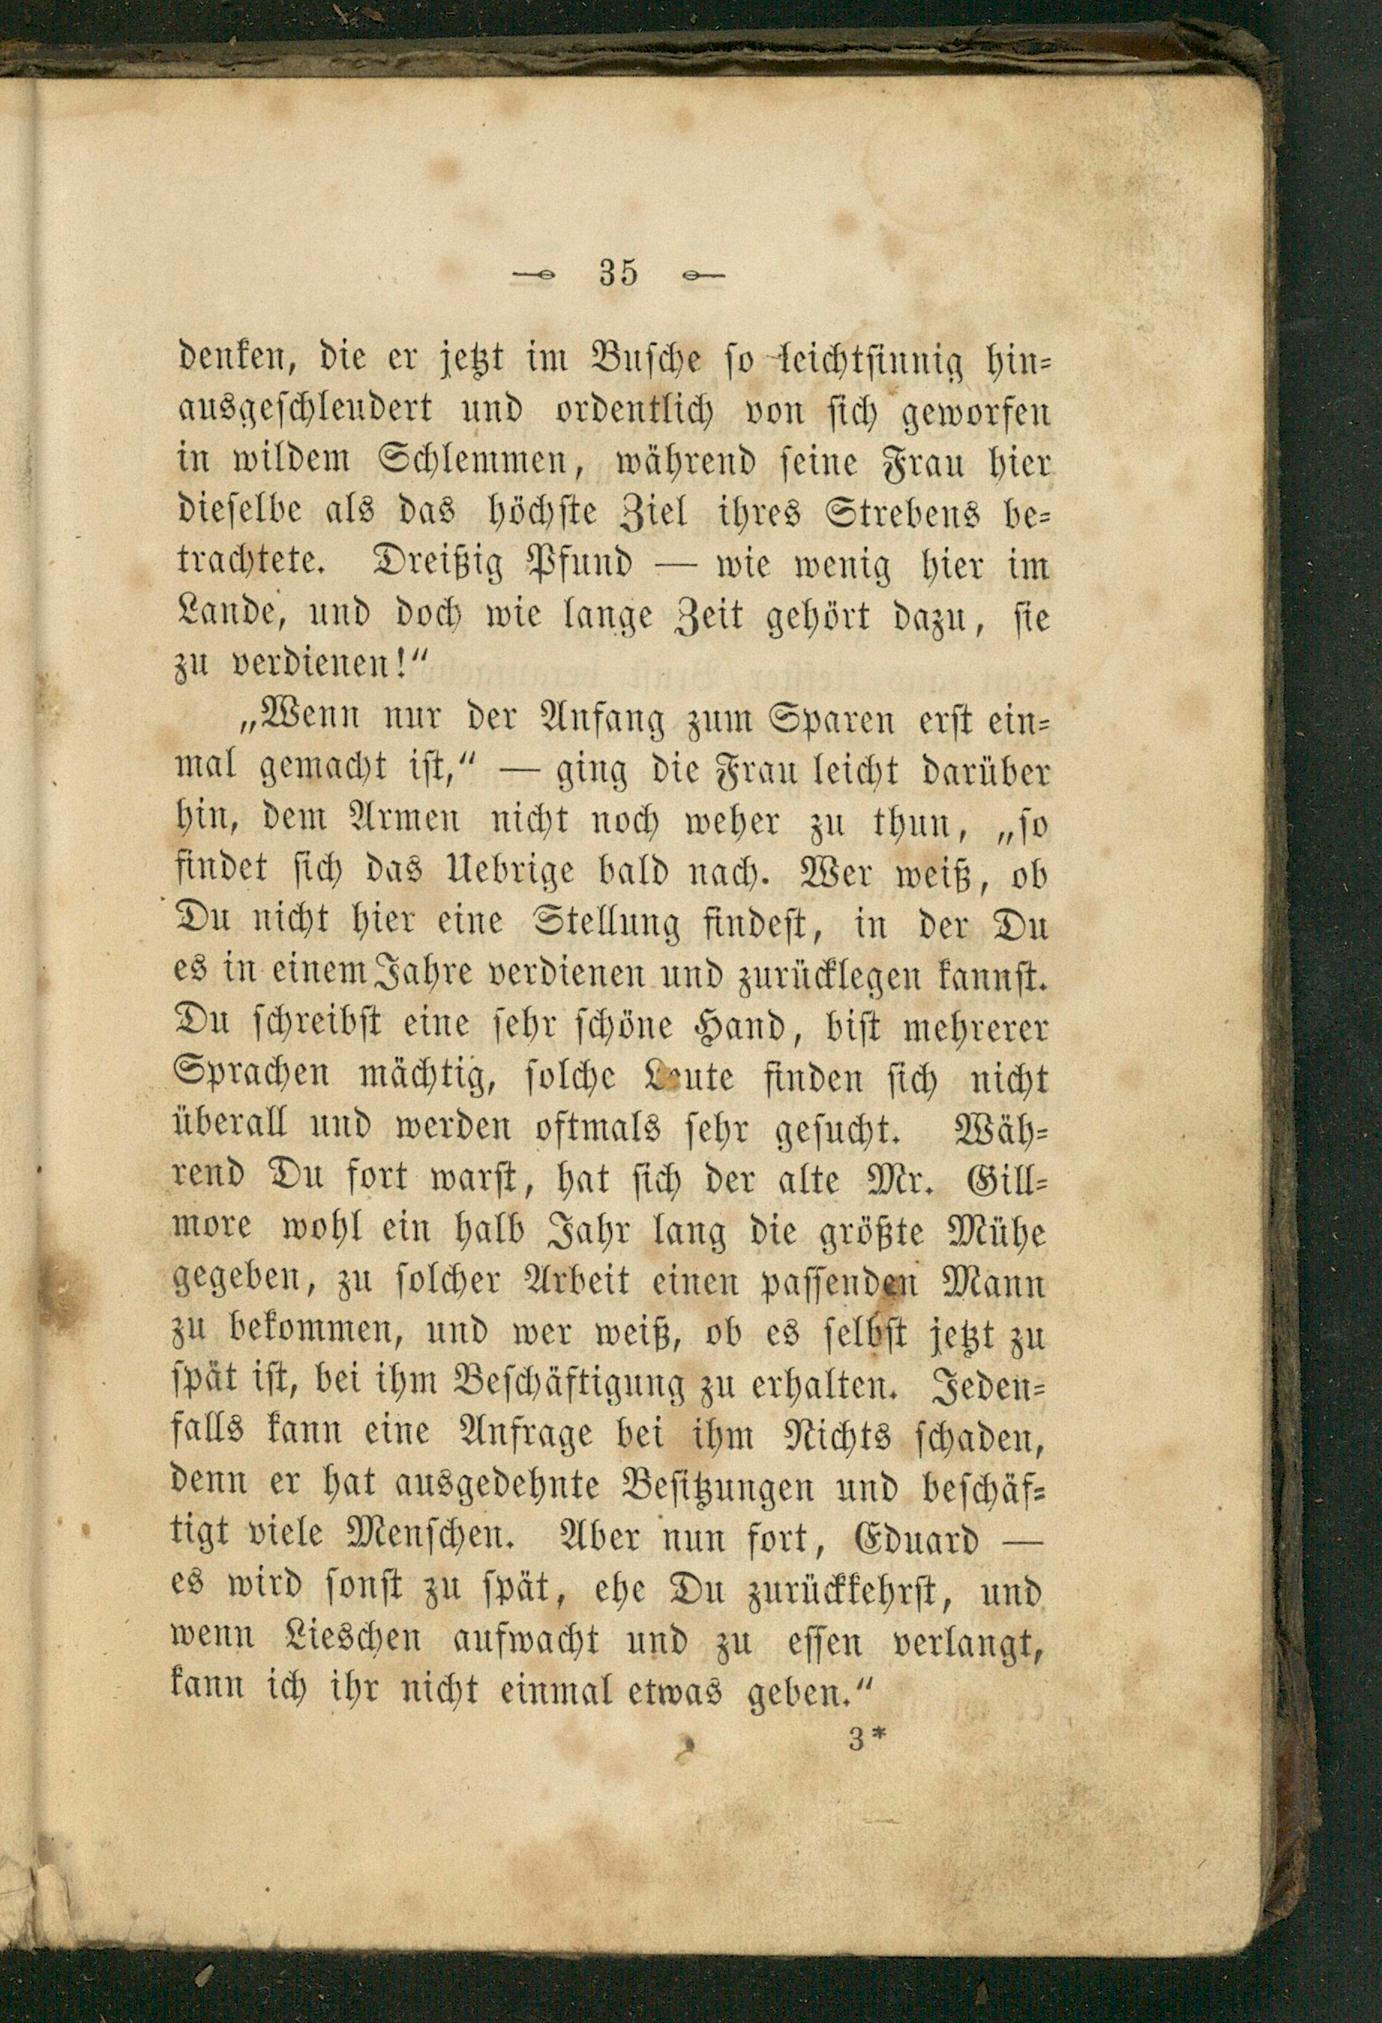 35
denken, die er jetzt im Busche so leichtsinnig hin-
ausgeschleudert und ordentlich von sich geworfen
in wildem Schlemmen, während seine Frau hier
dieselbe als das höchste Ziel ihres Strebens be-
trachtete. Dreißig Pfund — wie wenig hier im
Lande, und doch wie lange Zeit gehört dazu, sie
zu verdienen!“
„Wenn nur der Anfang zum Sparen erst ein-
mal gemacht ist,“ — ging die Frau leicht darüber
hin, dem Armen nicht noch weher zu thun, „so
findet sich das Uebrige bald nach. Wer weiß, ob
Du nicht hier eine Stellung findest, in der Du
es in einem Jahre verdienen und zurücklegen kannst.
Du schreibst eine sehr schöne Hand, bist mehrerer
Sprachen mächtig, solche Leute finden sich nicht
überall und werden oftmals sehr gesucht. Wäh-
rend Du fort warst, hat sich der alte Mr. Gill-
more wohl ein halb Jahr lang die größte Mühe
gegeben, zu solcher Arbeit einen passenden Mann
zu bekommen, und wer weiß, ob es selbst jetzt zu
spät ist, bei ihm Beschäftigung zu erhalten. Jeden-
falls kann eine Anfrage bei ihm Nichts schaden,
denn er hat ausgedehnte Besitzungen und beschäf-
tigt viele Menschen. Aber nun fort, Eduard —
es wird sonst zu spät, ehe Du zurückkehrst, und
wenn Lieschen aufwacht und zu essen verlangt,
kann ich ihr nicht einmal etwas geben.“
3*